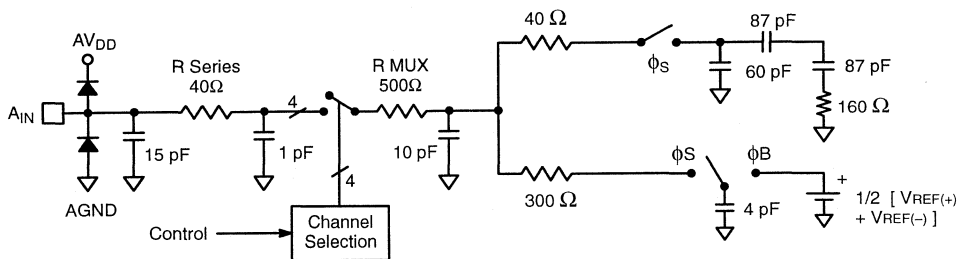 AVDD
AIN
AGND
R Series
40Ω
15 pF
1 pF
4
4
Control
Channel
Selection
R MUX
500Ω
10 pF
40 Ω
ϕS
60 pF
87 pF
87 pF
160 Ω
300 Ω
ϕS
ϕB
4 pF
+
1/2 [ VREF(+)
+ VREF(–) ]